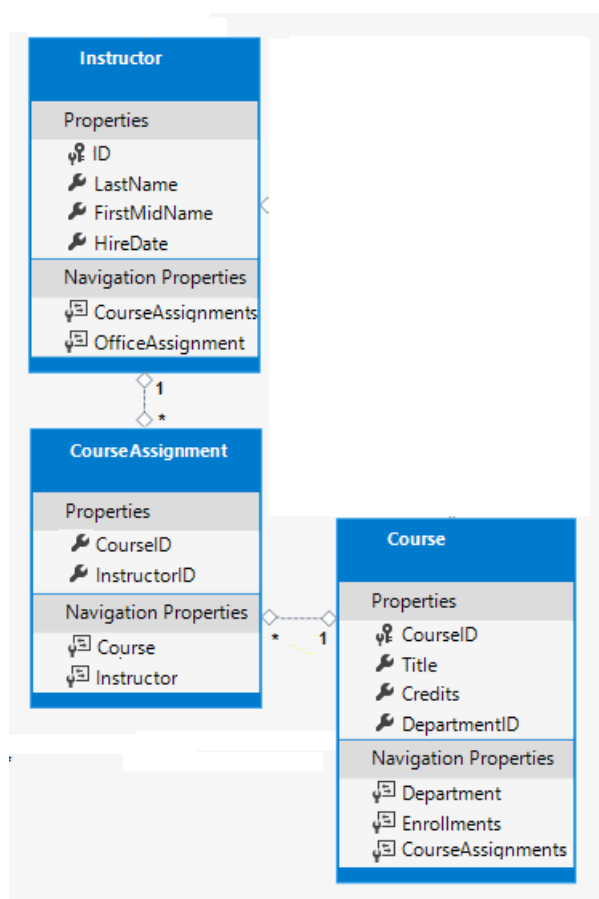 Instructor
Properties
ID
LastName
FirstMidName
HireDate
Navigation Properties
CourseAssignments
OfficeAssignment
1
*
CourseAssignment
Properties
CourseID
InstructorID
Navigation Properties
Course
Instructor
* 1
Course
Properties
CourseID
Title
Credits
DepartmentID
Navigation Properties
Department
Enrollments
CourseAssignments